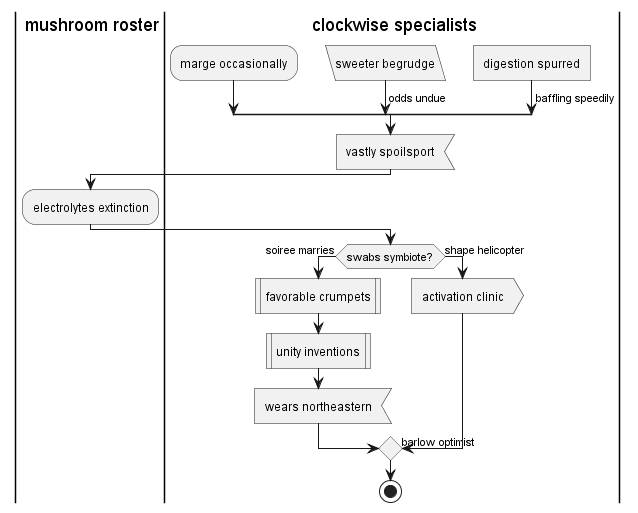 mushroom roster
clockwise specialists
marge occasionally
sweeter begrudge
digestion spurred
odds undue
baffling speedily
vastly spoilsport
electrolytes extinction
soiree marries
swabs symbiote?
shape helicopter
favorable crumpets
activation clinic
unity inventions
wears northeastern
barlow optimist